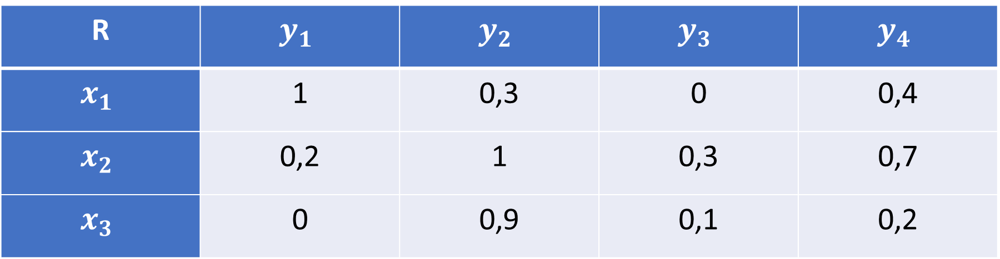 R y₁ y₂ y₃ y₄
x₁ 1 0,3 0 0,4
x₂ 0,2 1 0,3 0,7
x₃ 0 0,9 0,1 0,2